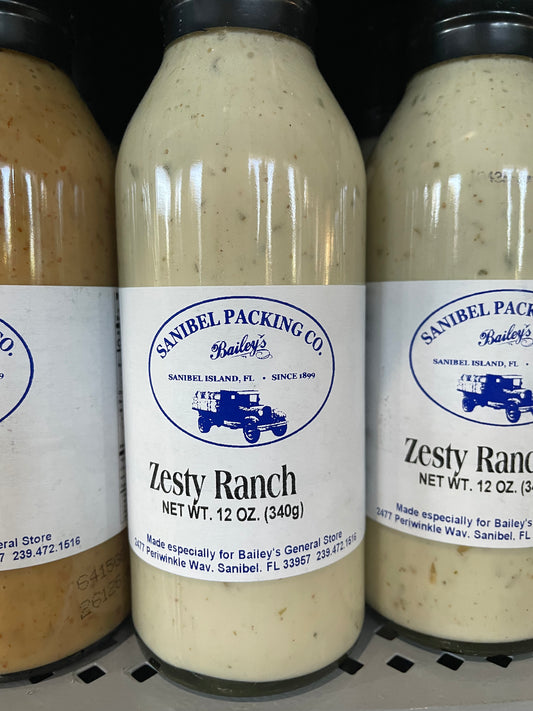 O.
9
eral Store
7 239.472.1516
SANIBEL PACKING CO.
Bailey's
SANIBEL ISLAND, FL • SINCE 1899
Zesty Ranch
NET WT. 12 OZ. (340g)
Made especially for Bailey's General Store
2477 Periwinkle Way. Sanibel. FL 33957 239.472.1516
SANIBEL PACKING CO.
Bailey's
SANIBEL ISLAND, FL •
Zesty Ranc
NET WT. 12 OZ. (34
Made especially for Bailey's
2477 Periwinkle Way. Sanibel. FL